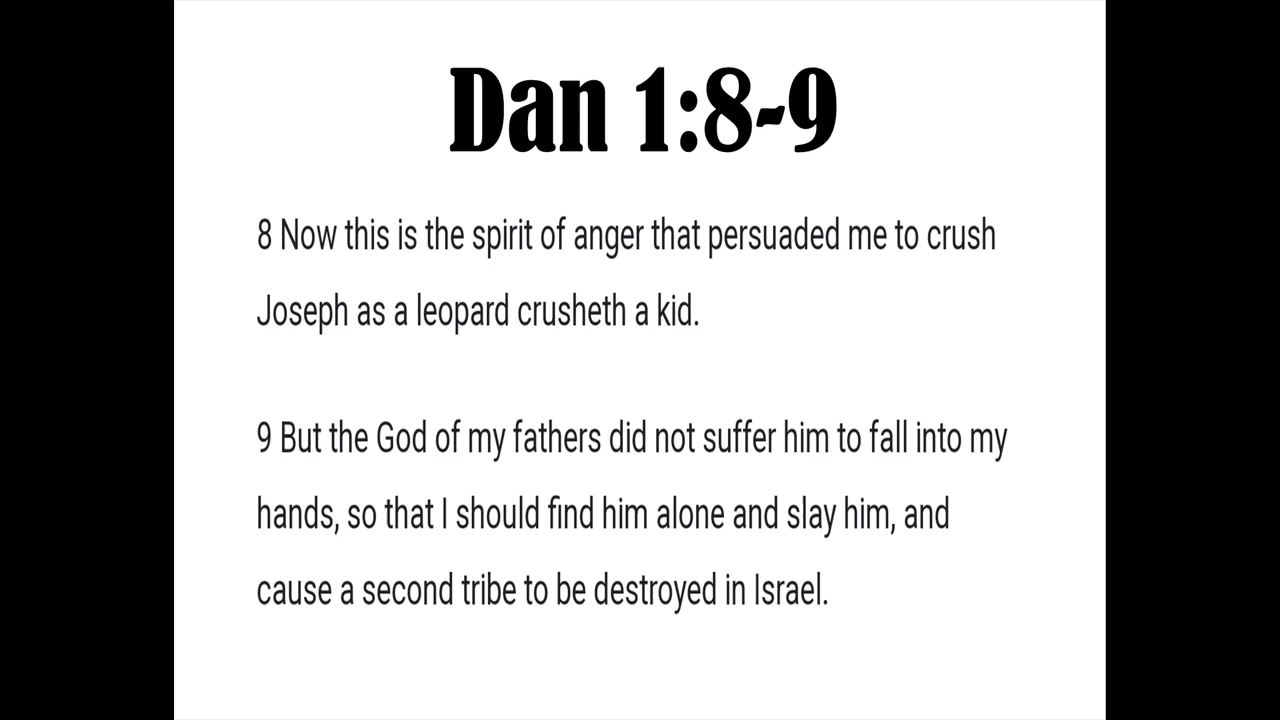 Dan 1:8-9
8 Now this is the spirit of anger that persuaded me to crush
Joseph as a leopard crusheth a kid.
9 But the God of my fathers did not suffer him to fall into my
hands, so that I should find him alone and slay him, and
cause a second tribe to be destroyed in Israel.